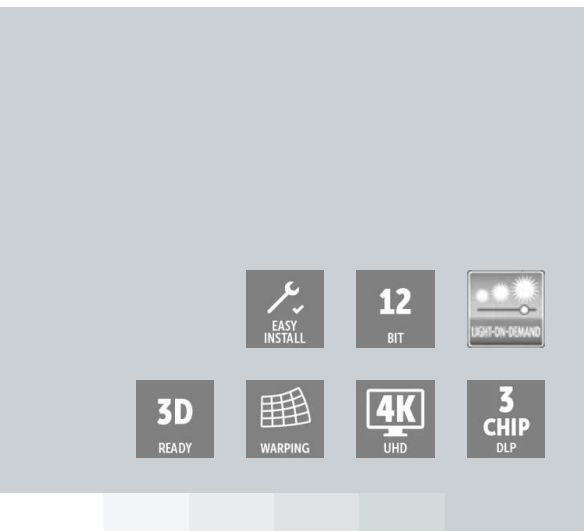 EASY
INSTALL
12
BIT
LIGHT-ON-DEMAND
3D
READY
WARPING
4K
UHD
3
CHIP
DLP